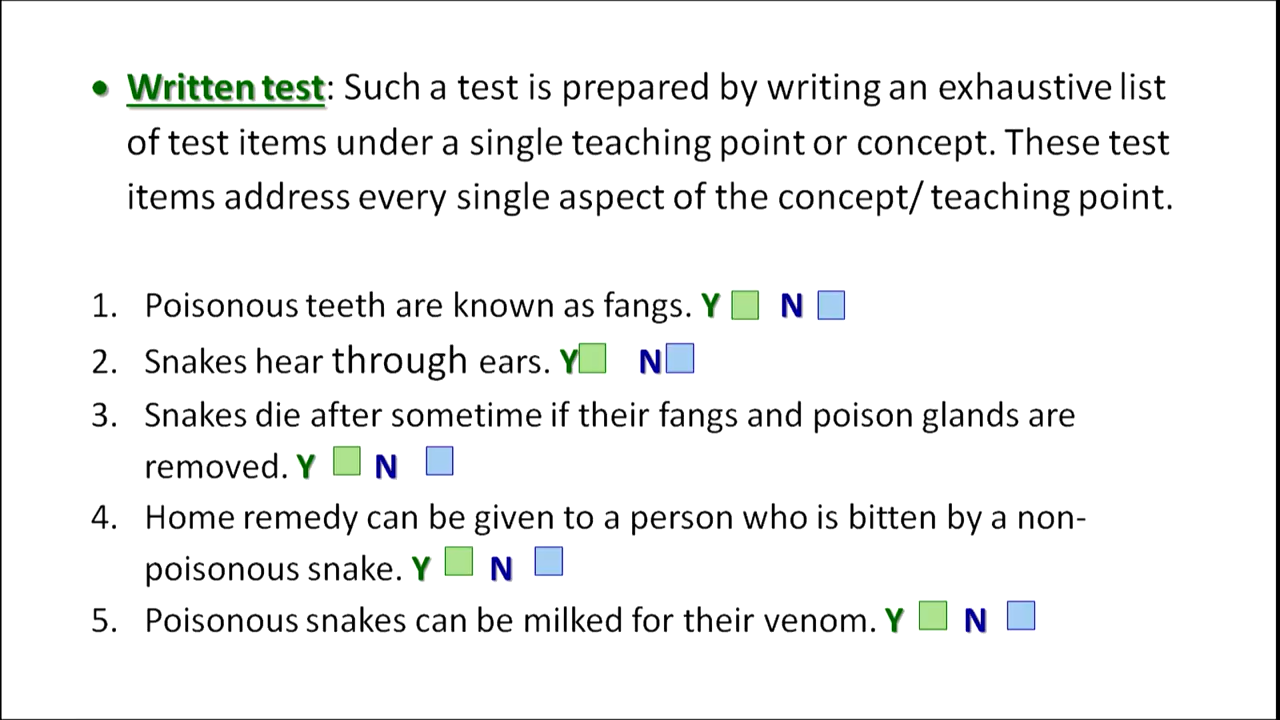 • Written test: Such a test is prepared by writing an exhaustive list
of test items under a single teaching point or concept. These test
items address every single aspect of the concept/ teaching point.
1. Poisonous teeth are known as fangs. Y N
2. Snakes hear through ears. Y N
3. Snakes die after sometime if their fangs and poison glands are
removed. Y N
4. Home remedy can be given to a person who is bitten by a non-
poisonous snake. Y N
5. Poisonous snakes can be milked for their venom. Y N